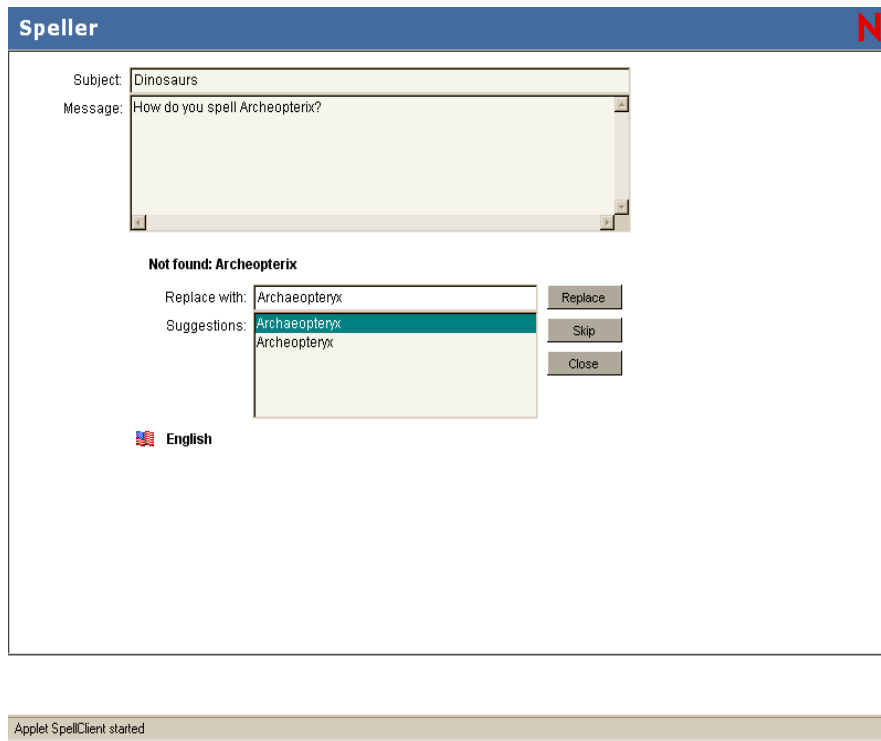 Speller N
Subject: Dinosaurs
Message: How do you spell Archeopterix?
Not found: Archeopterix
Replace with: Archaeopteryx Replace
Suggestions: Archaeopteryx Skip
Archeopteryx
Close
English
Applet SpellClient started